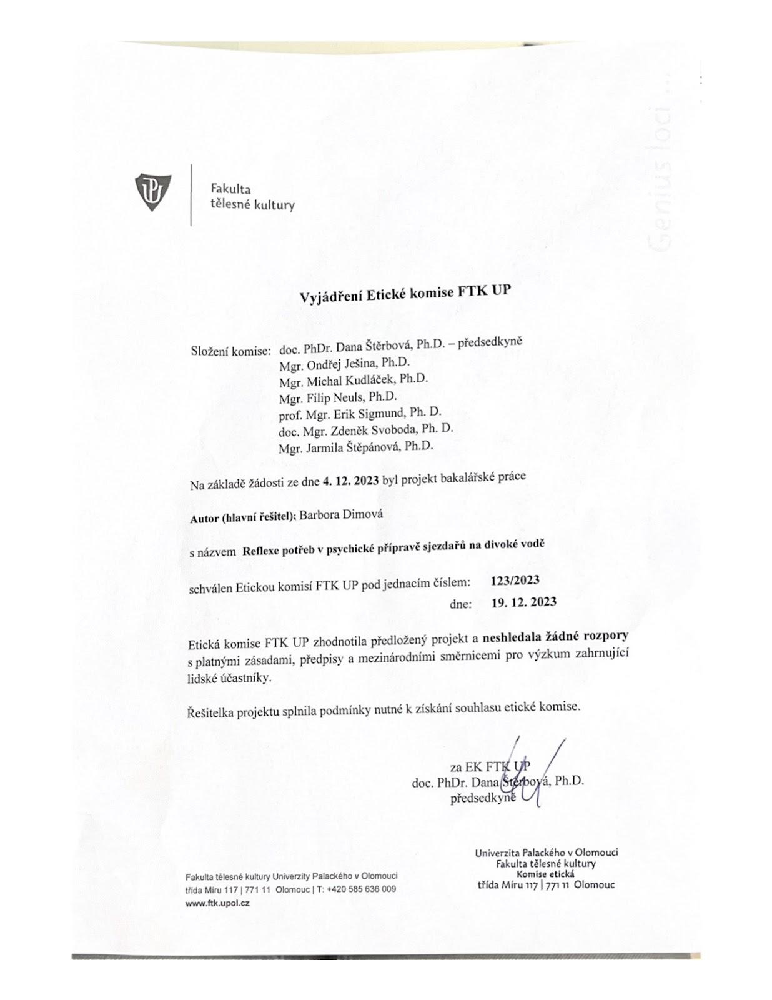 Genius loci ...
UP
Fakulta
tělesné kultury
Vyjádření Etické komise FTK UP
Složení komise: doc. PhDr. Dana Štěrbová, Ph.D. – předsedkyně
Mgr. Ondřej Ješina, Ph.D.
Mgr. Michal Kudláček, Ph.D.
Mgr. Filip Neuls, Ph.D.
prof. Mgr. Erik Sigmund, Ph. D.
doc. Mgr. Zdeněk Svoboda, Ph. D.
Mgr. Jarmila Štěpánová, Ph.D.
Na základě žádosti ze dne 4. 12. 2023 byl projekt bakalářské práce
Autor (hlavní řešitel): Barbora Dimová
s názvem Reflexe potřeb v psychické přípravě sjezdařů na divoké vodě
schválen Etickou komisí FTK UP pod jednacím číslem: 123/2023
dne: 19. 12. 2023
Etická komise FTK UP zhodnotila předložený projekt a neshledala žádné rozpory
s platnými zásadami, předpisy a mezinárodními směrnicemi pro výzkum zahrnující
lidské účastníky.
Řešitelka projektu splnila podmínky nutné k získání souhlasu etické komise.
za EK FTK UP
doc. PhDr. Dana Štěrbová, Ph.D.
předsedkyně
Univerzita Palackého v Olomouci
Fakulta tělesné kultury
Komise etická
třída Míru 117 | 771 11 Olomouc
Fakulta tělesné kultury Univerzity Palackého v Olomouci
třída Míru 117 | 771 11 Olomouc | T: +420 585 636 009
www.ftk.upol.cz